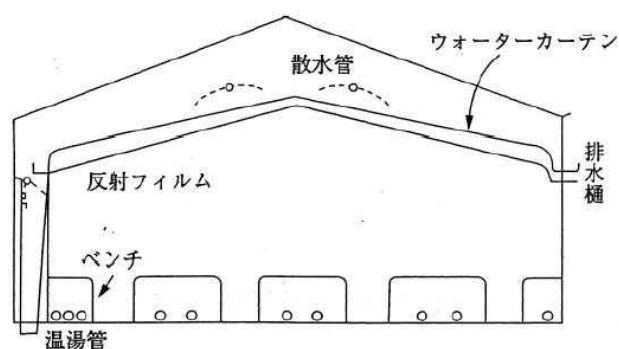 ウォーターカーテン
散水管
排水樋
反射フィルム
ベンチ
温湯管